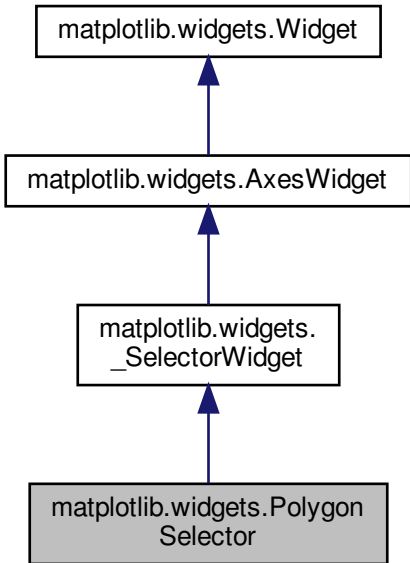 matplotlib.widgets.Widget
matplotlib.widgets.AxesWidget
matplotlib.widgets.
_SelectorWidget
matplotlib.widgets.Polygon
Selector